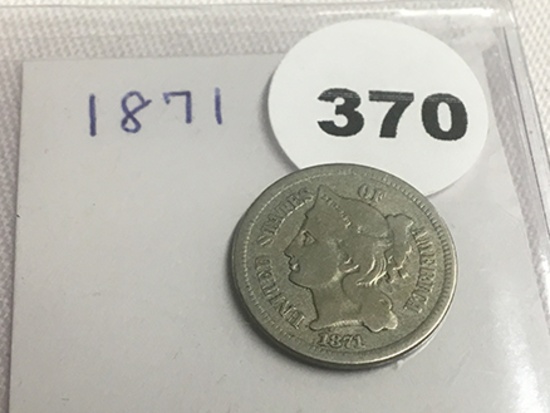 1871
370
UNITED STATES OF AMERICA
1871